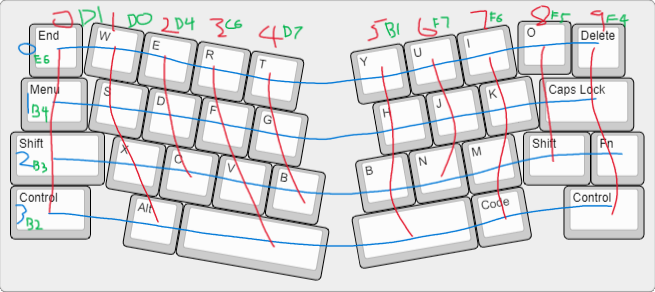 0 D1 1 D0 2 D4 3 C6 4 D7 5 B1 6 F7 7 F6 8 F5 9 F4
End W E R T Y U I O Delete
0 E6
Menu S D F G H J K Caps Lock
1 B4
Shift X C V B B N M Shift Fn
2 B3
Control Alt Code Control
3 B2